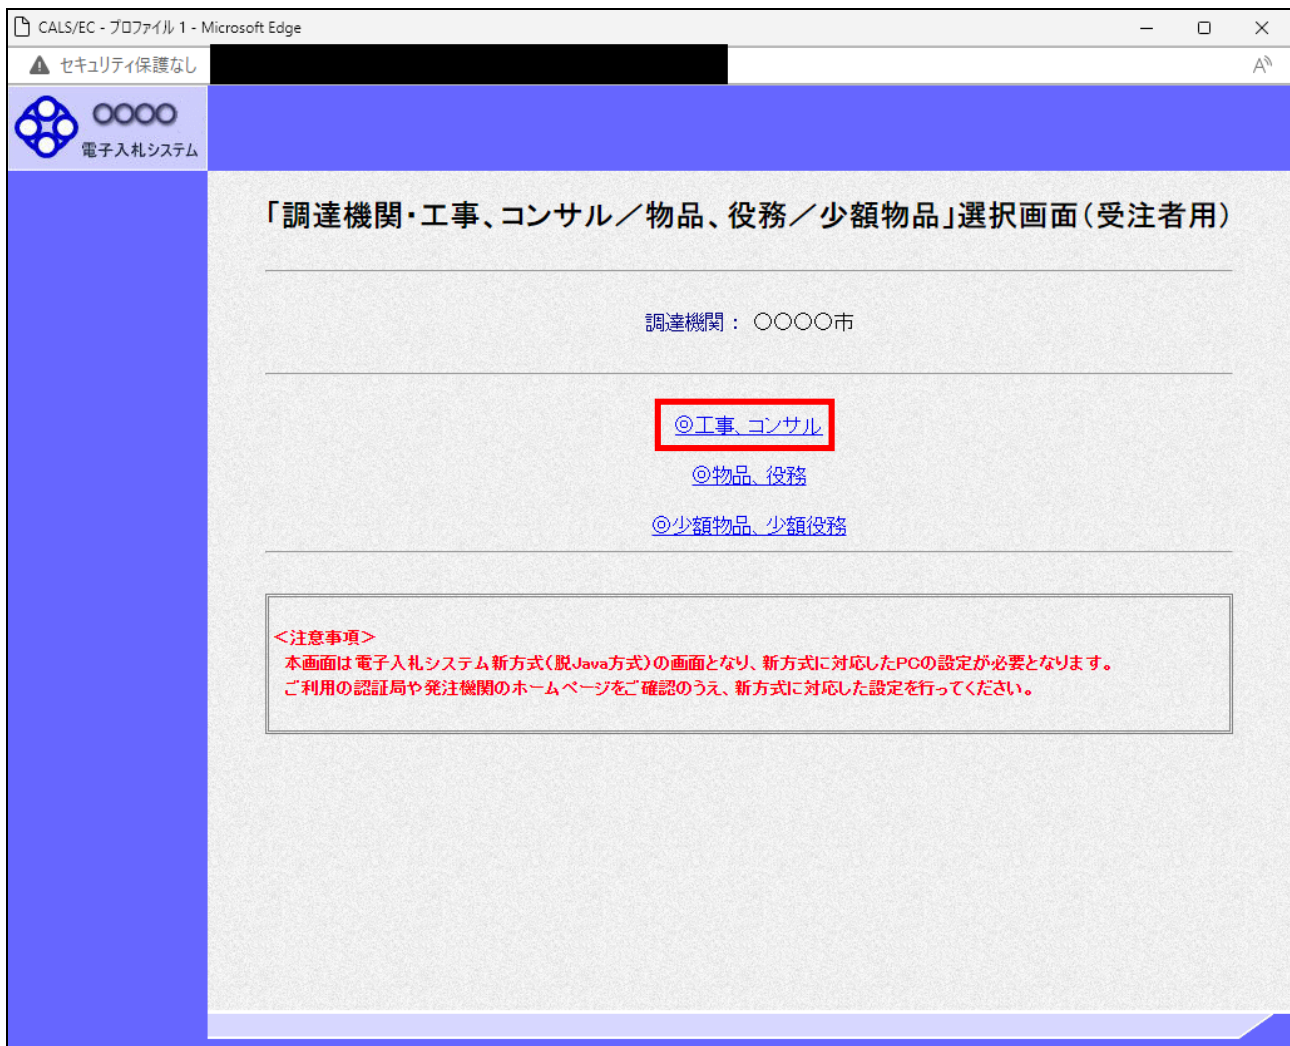 CALS/EC - プロファイル 1 - Microsoft Edge
セキュリティ保護なし
○○○○
電子入札システム
「調達機関・工事、コンサル／物品、役務／少額物品」選択画面（受注者用）
調達機関： ○○○○市
◎工事、コンサル
◎物品、役務
◎少額物品、少額役務
＜注意事項＞
本画面は電子入札システム新方式（脱Java方式）の画面となり、新方式に対応したPCの設定が必要となります。
ご利用の認証局や発注機関のホームページをご確認のうえ、新方式に対応した設定を行ってください。